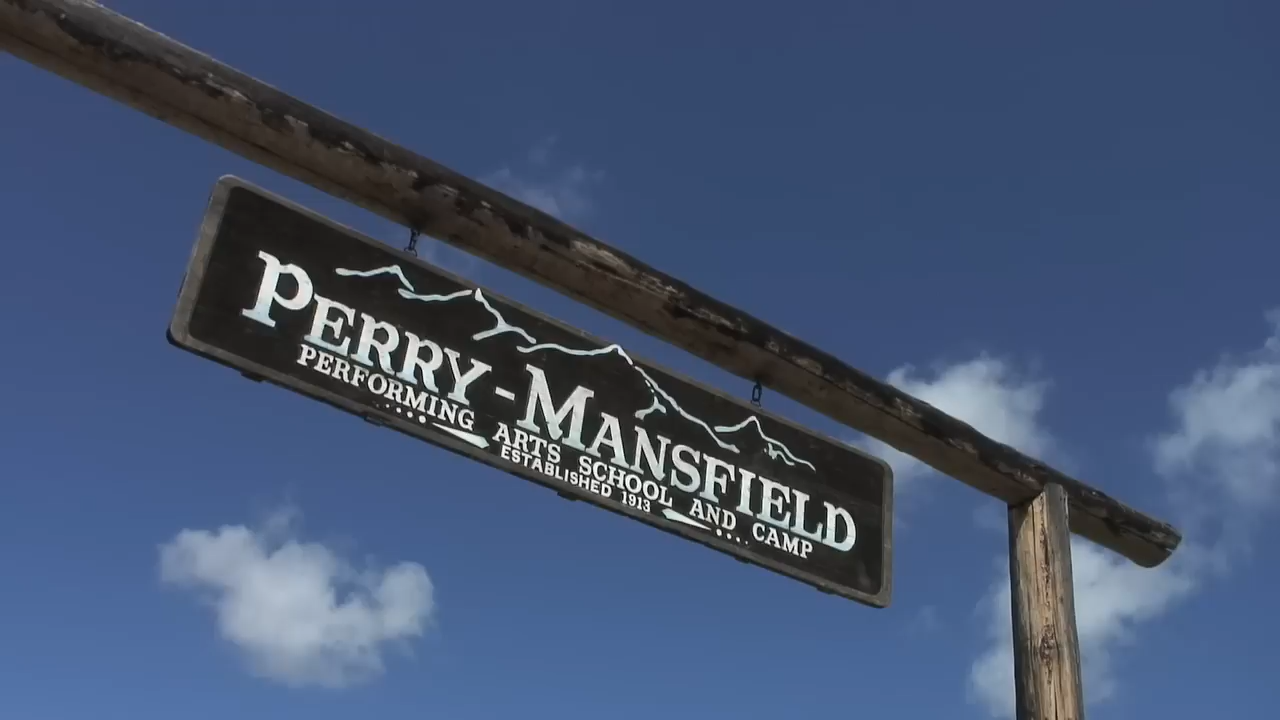 PERRY-MANSFIELD
PERFORMING ARTS SCHOOL AND CAMP
ESTABLISHED 1913